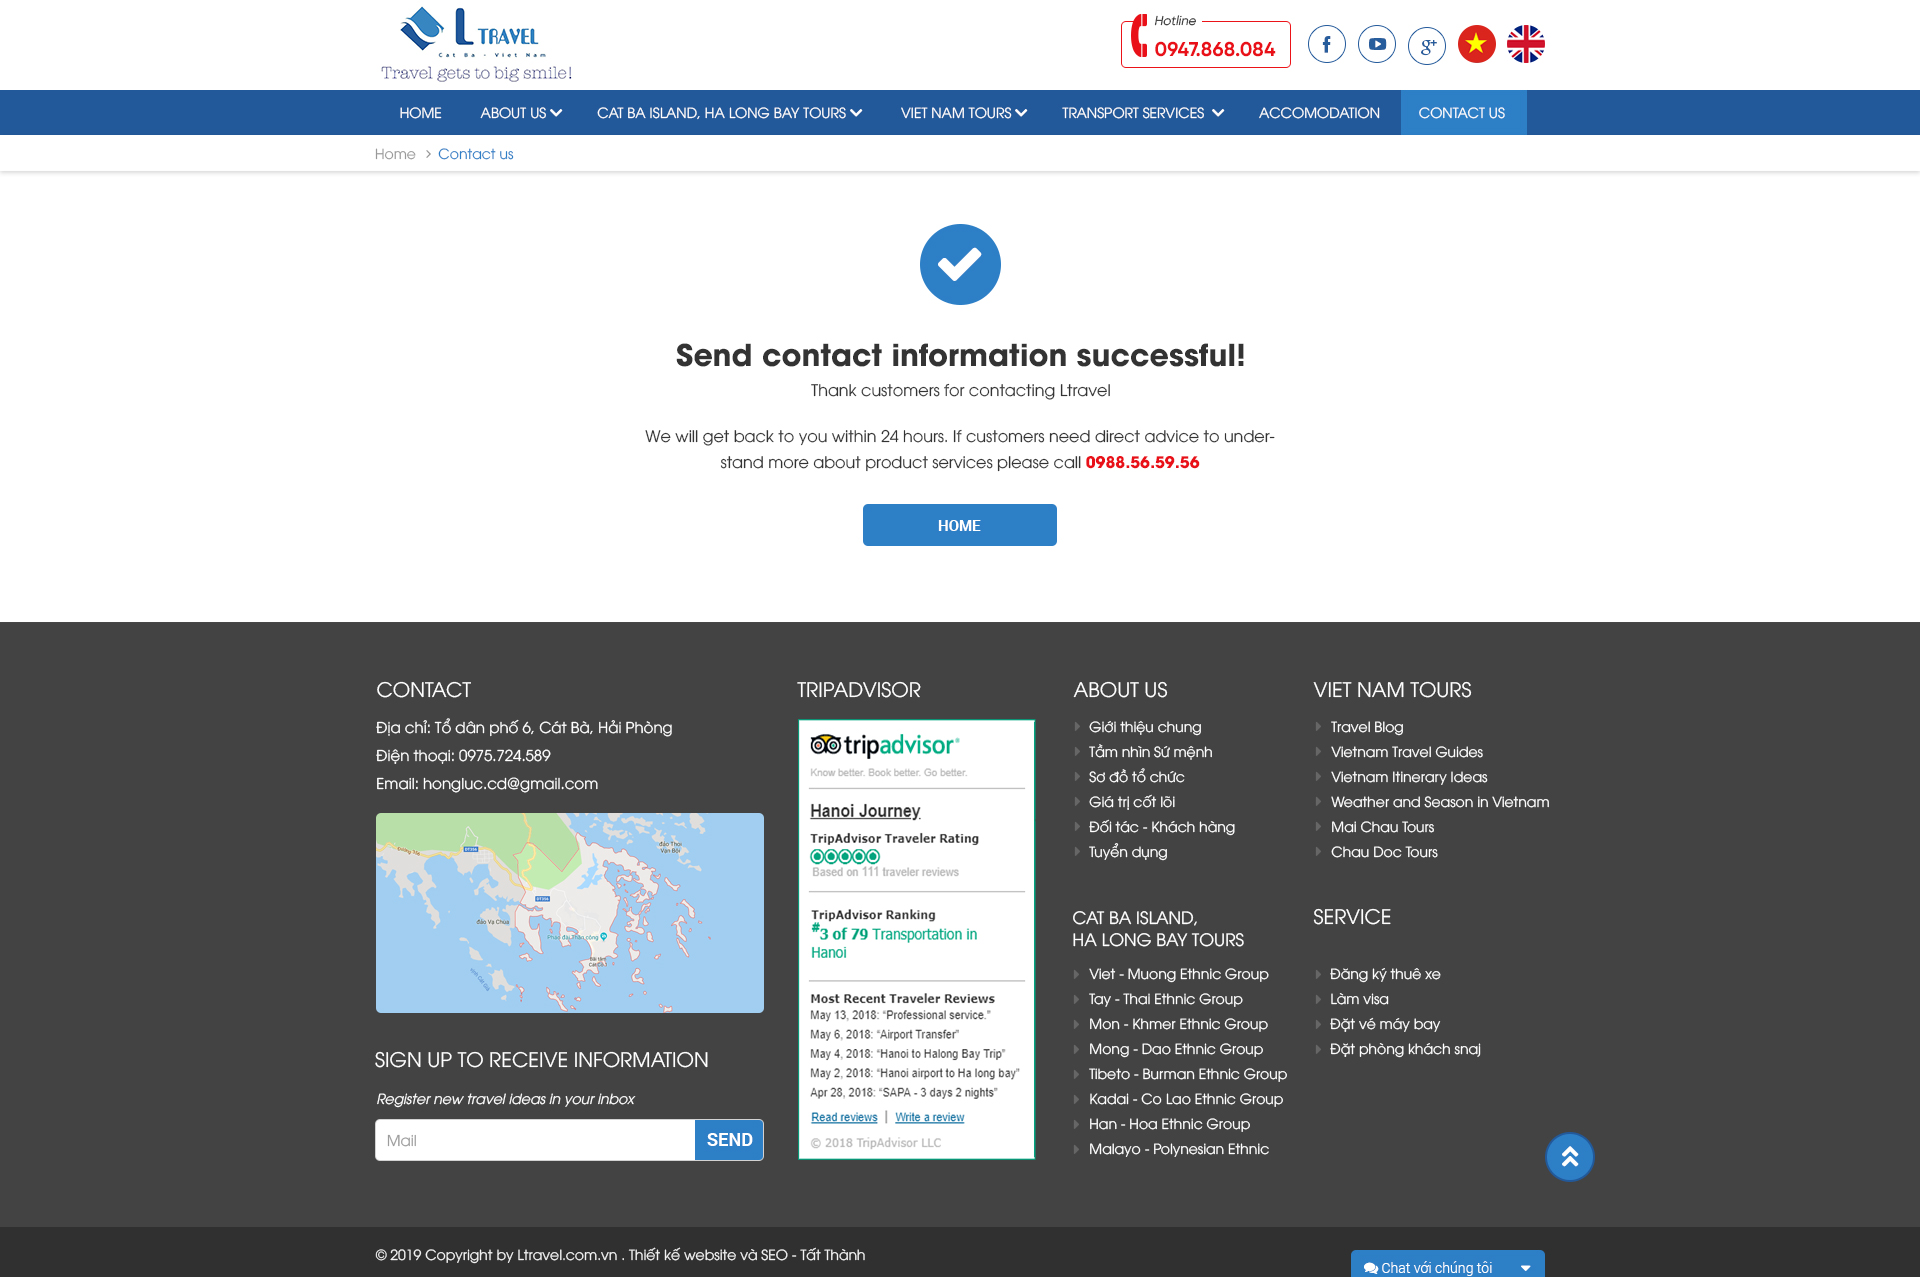 L TRAVEL
Cat Ba - Viet Nam
Travel gets to big smile!
Hotline
0947.868.084
HOME ABOUT US CAT BA ISLAND, HA LONG BAY TOURS VIET NAM TOURS TRANSPORT SERVICES ACCOMODATION CONTACT US
Home > Contact us
Send contact information successful!
Thank customers for contacting Ltravel
We will get back to you within 24 hours. If customers need direct advice to under-
stand more about product services please call 0988.56.59.56
HOME
CONTACT
Địa chỉ: Tổ dân phố 6, Cát Bà, Hải Phòng
Điện thoại: 0975.724.589
Email: hongluc.cd@gmail.com
SIGN UP TO RECEIVE INFORMATION
Register new travel ideas in your inbox
Mail
SEND
TRIPADVISOR
tripadvisor
Know better. Book better. Go better.
Hanoi Journey
TripAdvisor Traveler Rating
Based on 111 traveler reviews
TripAdvisor Ranking
#3 of 79 Transportation in
Hanoi
Most Recent Traveler Reviews
May 13, 2018: “Professional service.”
May 6, 2018: “Airport Transfer”
May 4, 2018: “Hanoi to Halong Bay Trip”
May 2, 2018: “Hanoi airport to Ha long bay”
Apr 28, 2018: “SAPA - 3 days 2 nights”
Read reviews | Write a review
© 2018 TripAdvisor LLC
ABOUT US
Giới thiệu chung
Tầm nhìn Sứ mệnh
Sơ đồ tổ chức
Giá trị cốt lõi
Đối tác - Khách hàng
Tuyển dụng
VIET NAM TOURS
Travel Blog
Vietnam Travel Guides
Vietnam Itinerary Ideas
Weather and Season in Vietnam
Mai Chau Tours
Chau Doc Tours
CAT BA ISLAND,
HA LONG BAY TOURS
Viet - Muong Ethnic Group
Tay - Thai Ethnic Group
Mon - Khmer Ethnic Group
Mong - Dao Ethnic Group
Tibeto - Burman Ethnic Group
Kadai - Co Lao Ethnic Group
Han - Hoa Ethnic Group
Malayo - Polynesian Ethnic
SERVICE
Đăng ký thuê xe
Làm visa
Đặt vé máy bay
Đặt phòng khách snaj
© 2019 Copyright by Ltravel.com.vn . Thiết kế website và SEO - Tất Thành
Chat với chúng tôi